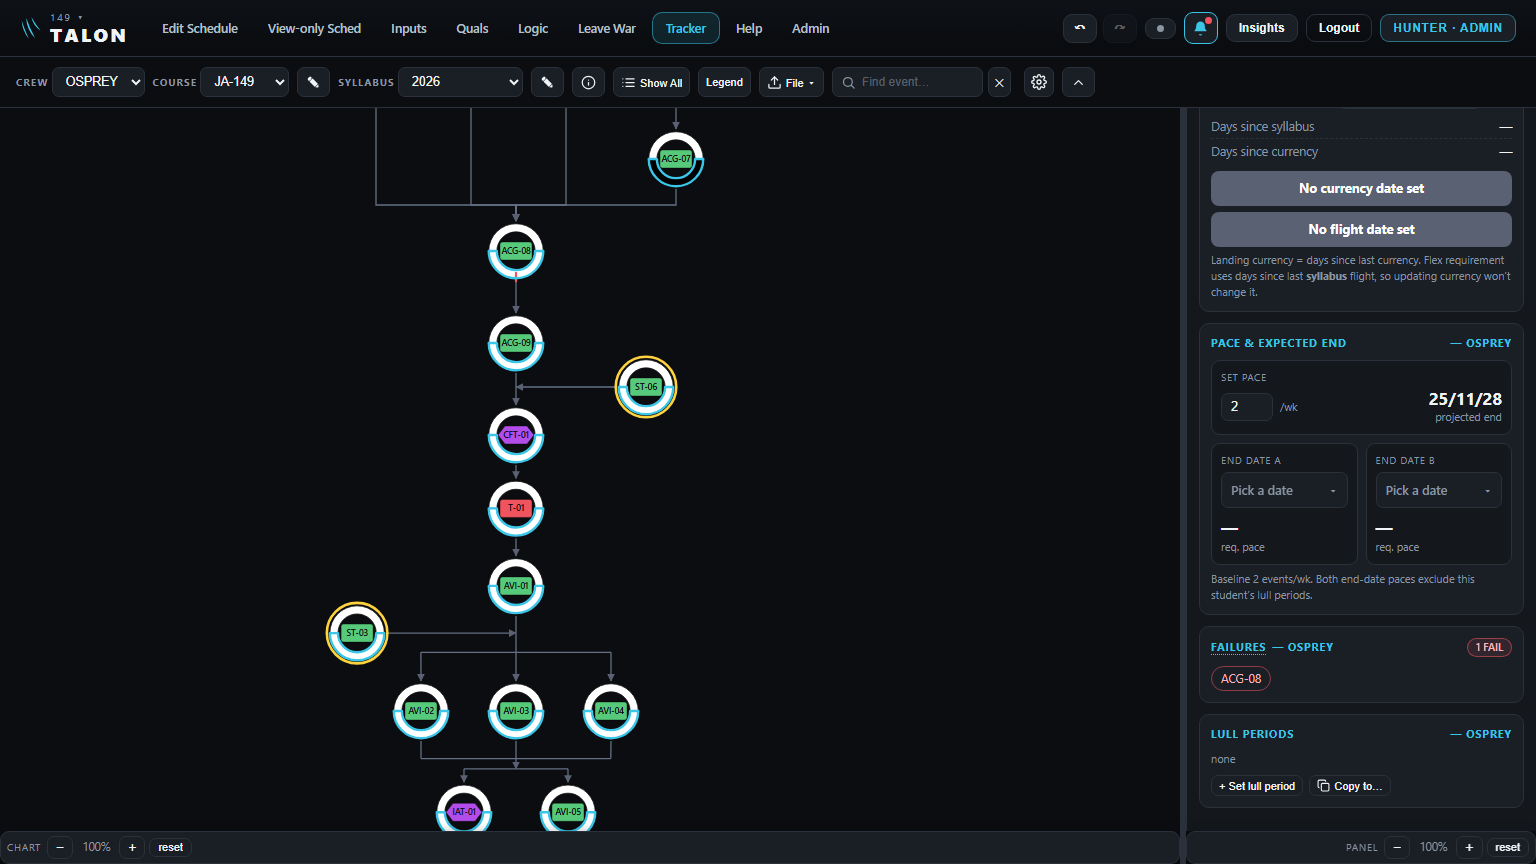 149
TALON
Edit Schedule
View-only Sched
Inputs
Quals
Logic
Leave War
Tracker
Help
Admin
Insights
Logout
HUNTER · ADMIN
CREW
OSPREY
COURSE
JA-149
SYLLABUS
2026
Show All
Legend
File
Find event...
ACG-07
ACG-08
ACG-09
ST-06
CFT-01
T-01
AVI-01
ST-03
AVI-02
AVI-03
AVI-04
IAT-01
AVI-05
Days since syllabus —
Days since currency —
No currency date set
No flight date set
Landing currency = days since last currency. Flex requirement
uses days since last syllabus flight, so updating currency won't
change it.
PACE & EXPECTED END — OSPREY
SET PACE
2 /wk
25/11/28
projected end
END DATE A
Pick a date
—
req. pace
END DATE B
Pick a date
—
req. pace
Baseline 2 events/wk. Both end-date paces exclude this
student's lull periods.
FAILURES — OSPREY
1 FAIL
ACG-08
LULL PERIODS — OSPREY
none
+ Set lull period
Copy to...
CHART − 100% + reset
PANEL − 100% + reset